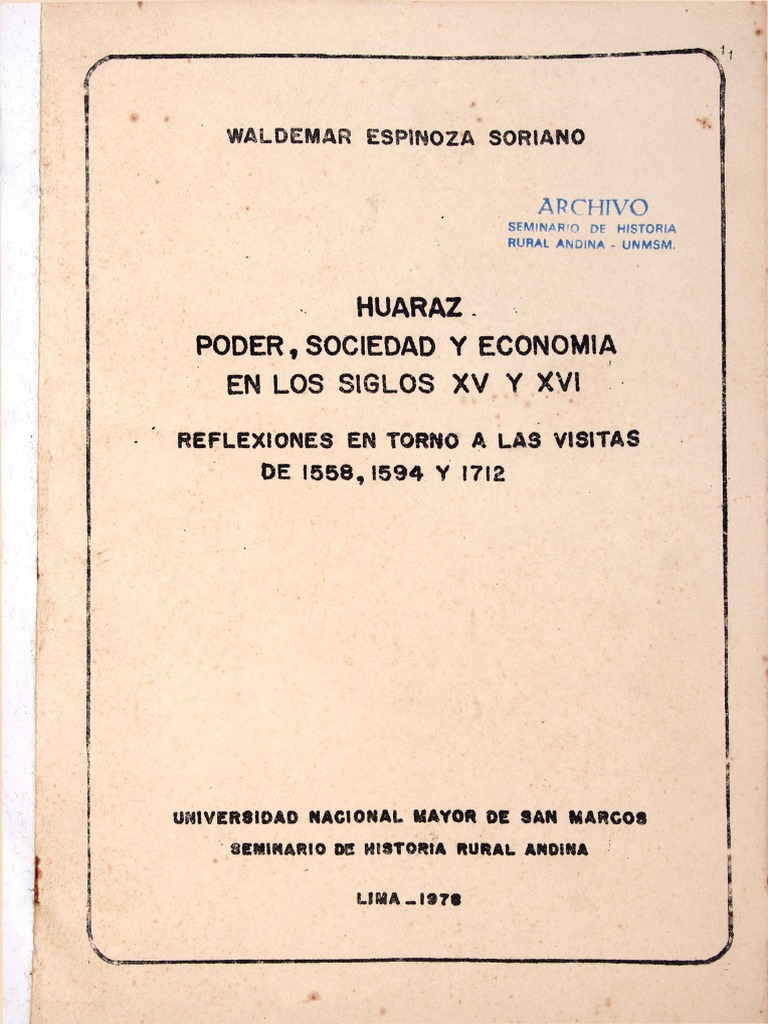 WALDEMAR ESPINOZA SORIANO
ARCHIVO
SEMINARIO DE HISTORIA
RURAL ANDINA - UNMSM.
HUARAZ
PODER, SOCIEDAD Y ECONOMIA
EN LOS SIGLOS XV Y XVI
REFLEXIONES EN TORNO A LAS VISITAS
DE 1558, 1594 Y 1712
UNIVERSIDAD NACIONAL MAYOR DE SAN MARCOS
SEMINARIO DE HISTORIA RURAL ANDINA
LIMA - 1978